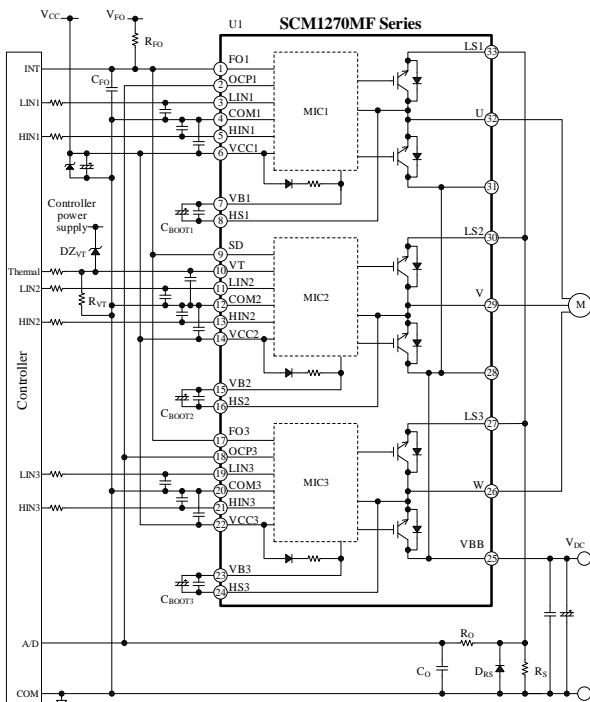 U1
SCM1270MF Series
VCC
VFO
RFO
CFO
INT
LIN1
HIN1
Controller
power
supply
DZVT
Thermal
LIN2
RVT
HIN2
Controller
LIN3
HIN3
A/D
COM
1 FO1
2 OCP1
3 LIN1
4 COM1
5 HIN1
6 VCC1
7 VB1
8 HS1
CBOOT1
MIC1
9 SD
10 VT
11 LIN2
12 COM2
13 HIN2
14 VCC2
15 VB2
16 HS2
CBOOT2
MIC2
17 FO3
18 OCP3
19 LIN3
20 COM3
21 HIN3
22 VCC3
23 VB3
24 HS3
CBOOT3
MIC3
LS1 33
U 32
31
LS2 30
V 29
28
LS3 27
W 26
VBB 25
M
VDC
RO
CO
DRS
RS